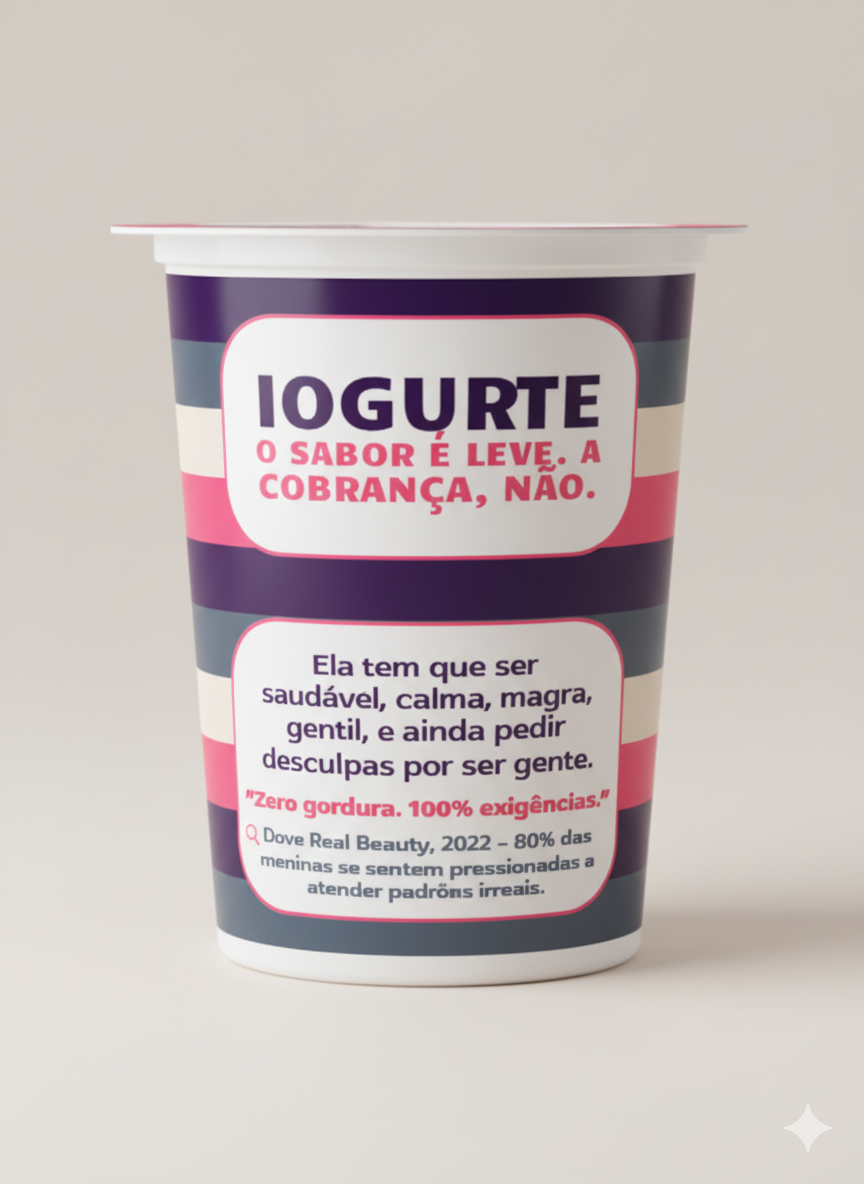 IOGURTE
O SABOR É LEVE. A
COBRANÇA, NÃO.
Ela tem que ser
saudável, calma, magra,
gentil, e ainda pedir
desculpas por ser gente.
"Zero gordura. 100% exigências."
Dove Real Beauty, 2022 – 80% das
meninas se sentem pressionadas a
atender padrões irreais.